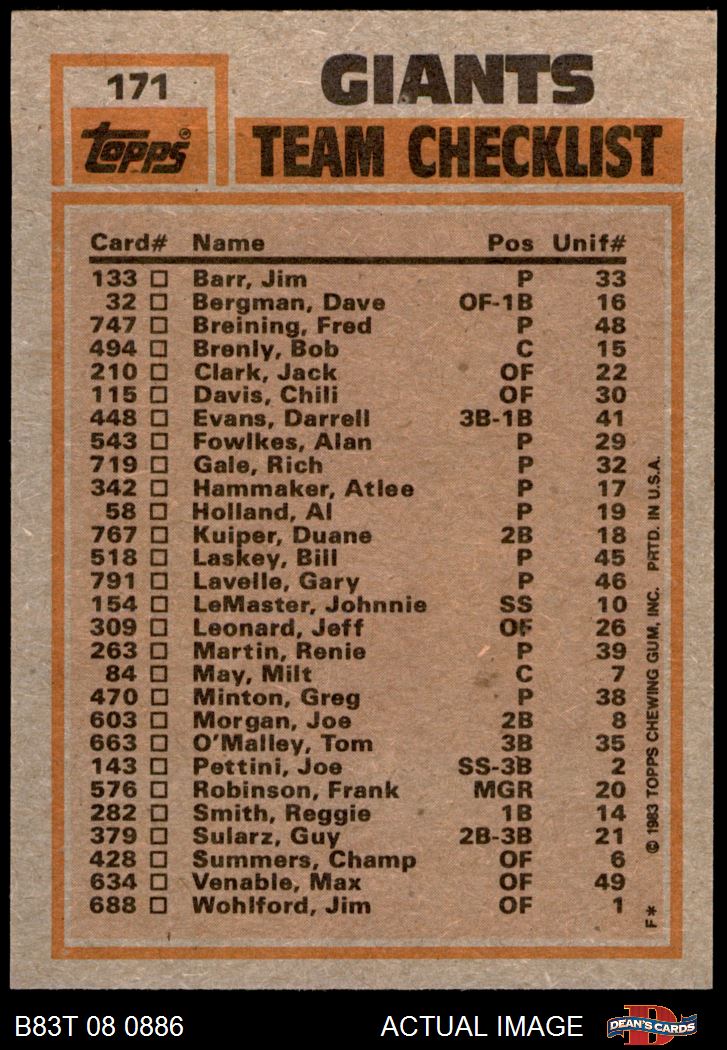 171
GIANTS
Topps®
TEAM CHECKLIST
Card# Name Pos Unif#
133 □ Barr, Jim P 33
32 □ Bergman, Dave OF-1B 16
747 □ Breining, Fred P 48
494 □ Brenly, Bob C 15
210 □ Clark, Jack OF 22
115 □ Davis, Chili OF 30
448 □ Evans, Darrell 3B-1B 41
543 □ Fowlkes, Alan P 29
719 □ Gale, Rich P 32
342 □ Hammaker, Atlee P 17
58 □ Holland, Al P 19
767 □ Kuiper, Duane 2B 18
518 □ Laskey, Bill P 45
791 □ Lavelle, Gary P 46
154 □ LeMaster, Johnnie SS 10
309 □ Leonard, Jeff OF 26
263 □ Martin, Renie P 39
84 □ May, Milt C 7
470 □ Minton, Greg P 38
603 □ Morgan, Joe 2B 8
663 □ O'Malley, Tom 3B 35
143 □ Pettini, Joe SS-3B 2
576 □ Robinson, Frank MGR 20
282 □ Smith, Reggie 1B 14
379 □ Sularz, Guy 2B-3B 21
428 □ Summers, Champ OF 6
634 □ Venable, Max OF 49
688 □ Wohlford, Jim OF 1
F* © 1983 TOPPS CHEWING GUM, INC. PRTD. IN U.S.A.
B83T 08 0886 ACTUAL IMAGE
D
DEAN'S CARDS